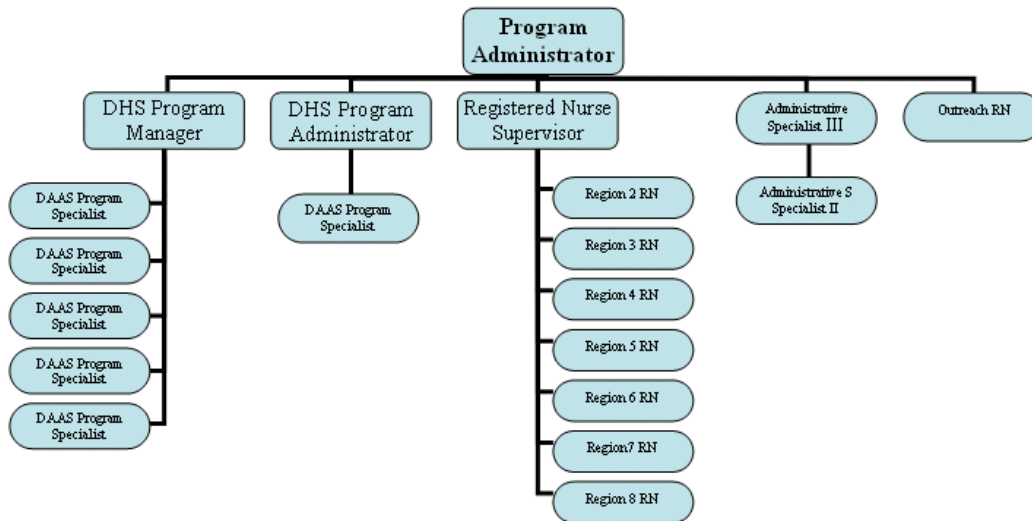 Program
Administrator
DHS Program
Manager
DHS Program
Administrator
Registered Nurse
Supervisor
Administrative
Specialist III
Outreach RN
DAAS Program
Specialist
DAAS Program
Specialist
DAAS Program
Specialist
DAAS Program
Specialist
DAAS Program
Specialist
DAAS Program
Specialist
Region 2 RN
Region 3 RN
Region 4 RN
Region 5 RN
Region 6 RN
Region7 RN
Region 8 RN
Administrative S
Specialist II